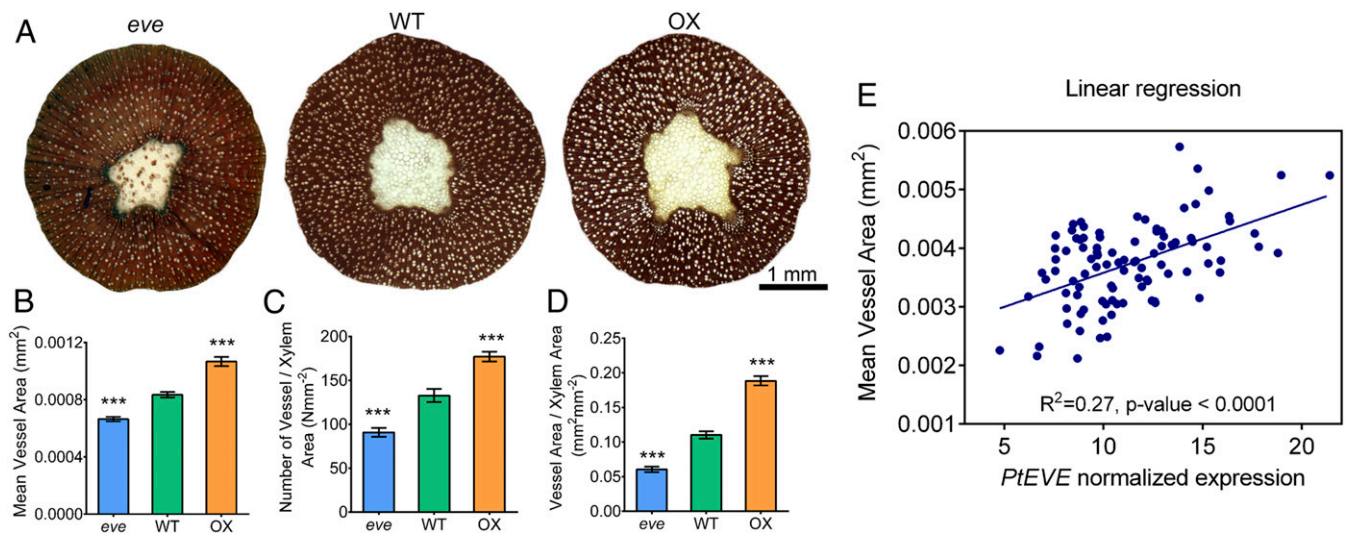 A
eve
WT
OX
1 mm
B
Mean Vessel Area (mm²)
0.0012
0.0008
0.0004
0.0000
***
***
eve
WT
OX
C
Number of Vessel / Xylem
Area (Nmm⁻²)
200
150
100
50
0
***
***
eve
WT
OX
D
Vessel Area / Xylem Area
(mm²mm⁻²)
0.25
0.20
0.15
0.10
0.05
0.00
***
***
eve
WT
OX
E
Linear regression
Mean Vessel Area (mm²)
0.006
0.005
0.004
0.003
0.002
0.001
R²=0.27, p-value < 0.0001
5
10
15
20
PtEVE normalized expression